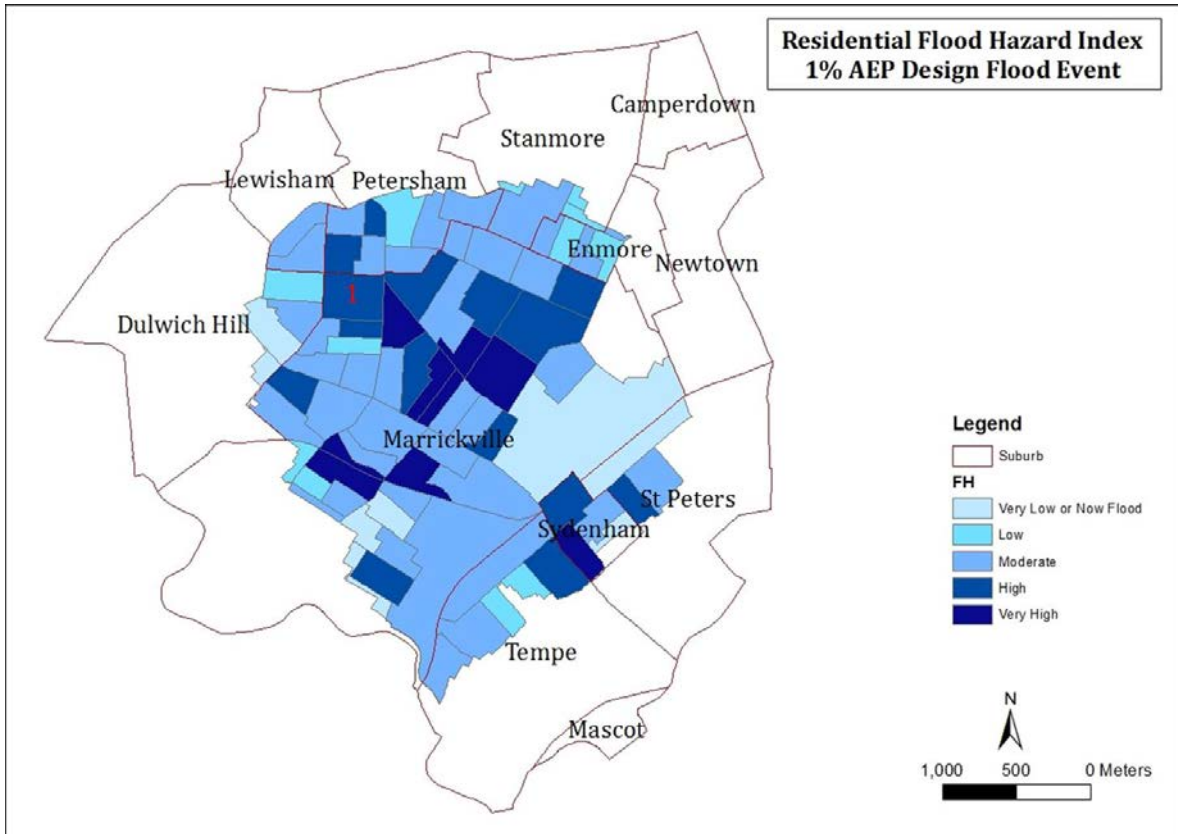 Residential Flood Hazard Index
1% AEP Design Flood Event
Camperdown
Stanmore
Lewisham
Petersham
Enmore
Newtown
1
Dulwich Hill
Marrickville
St Peters
Sydenham
Tempe
Mascot
Legend
Suburb
FH
Very Low or Now Flood
Low
Moderate
High
Very High
N
1,000 500 0 Meters